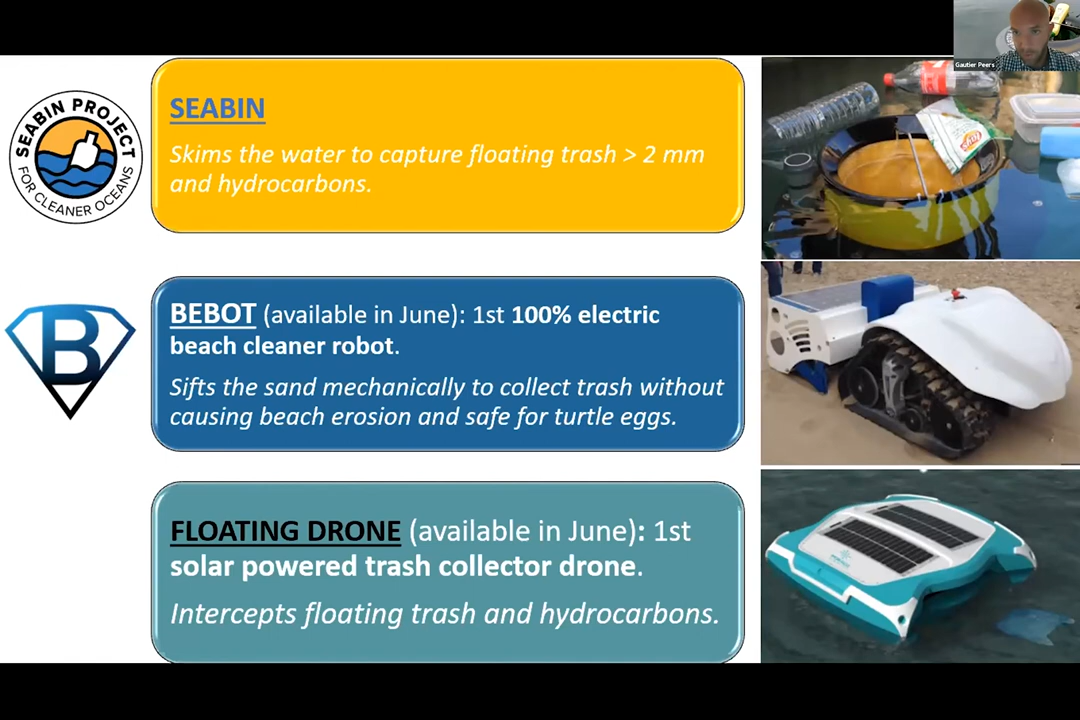 Gautier Peers
SEABIN PROJECT
FOR CLEANER OCEANS
SEABIN
Skims the water to capture floating trash > 2 mm
and hydrocarbons.
B
BEBOT (available in June): 1st 100% electric
beach cleaner robot.
Sifts the sand mechanically to collect trash without
causing beach erosion and safe for turtle eggs.
FLOATING DRONE (available in June): 1st
solar powered trash collector drone.
Intercepts floating trash and hydrocarbons.